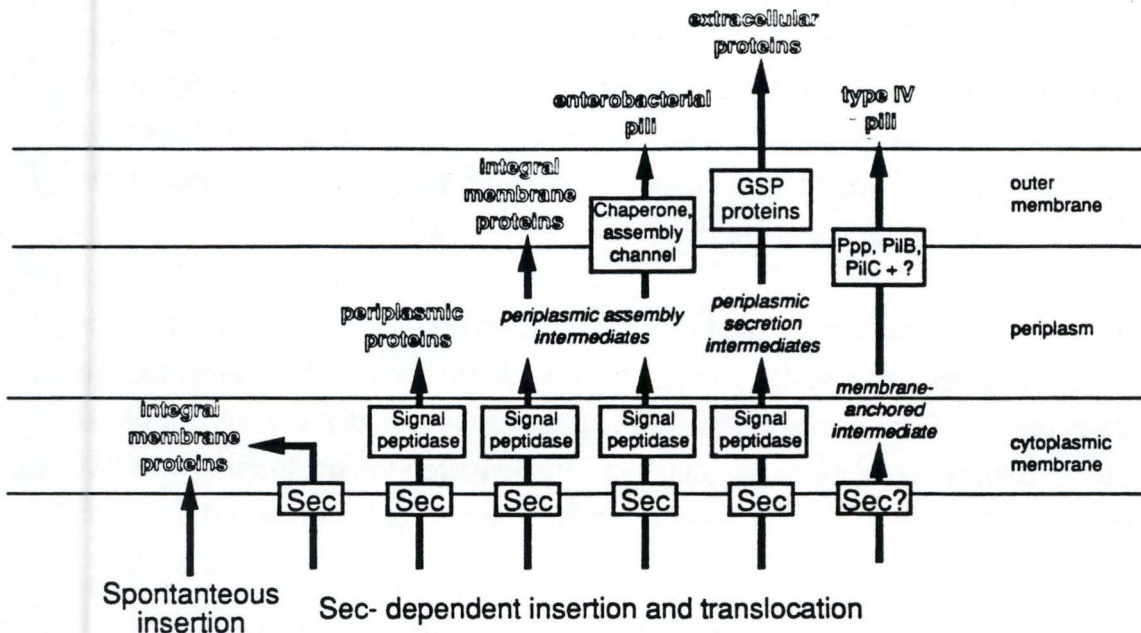 extracellular
proteins
enterobacterial
pili
type IV
pili
integral
membrane
proteins
GSP
proteins
outer
membrane
Chaperone,
assembly
channel
Ppp, PilB,
PilC + ?
periplasmic
proteins
periplasmic assembly
intermediates
periplasmic
secretion
intermediates
periplasm
integral
membrane
proteins
Signal
peptidase
Signal
peptidase
Signal
peptidase
Signal
peptidase
membrane-
anchored
intermediate
cytoplasmic
membrane
Sec
Sec
Sec
Sec
Sec
Sec?
Spontanteous
insertion
Sec- dependent insertion and translocation